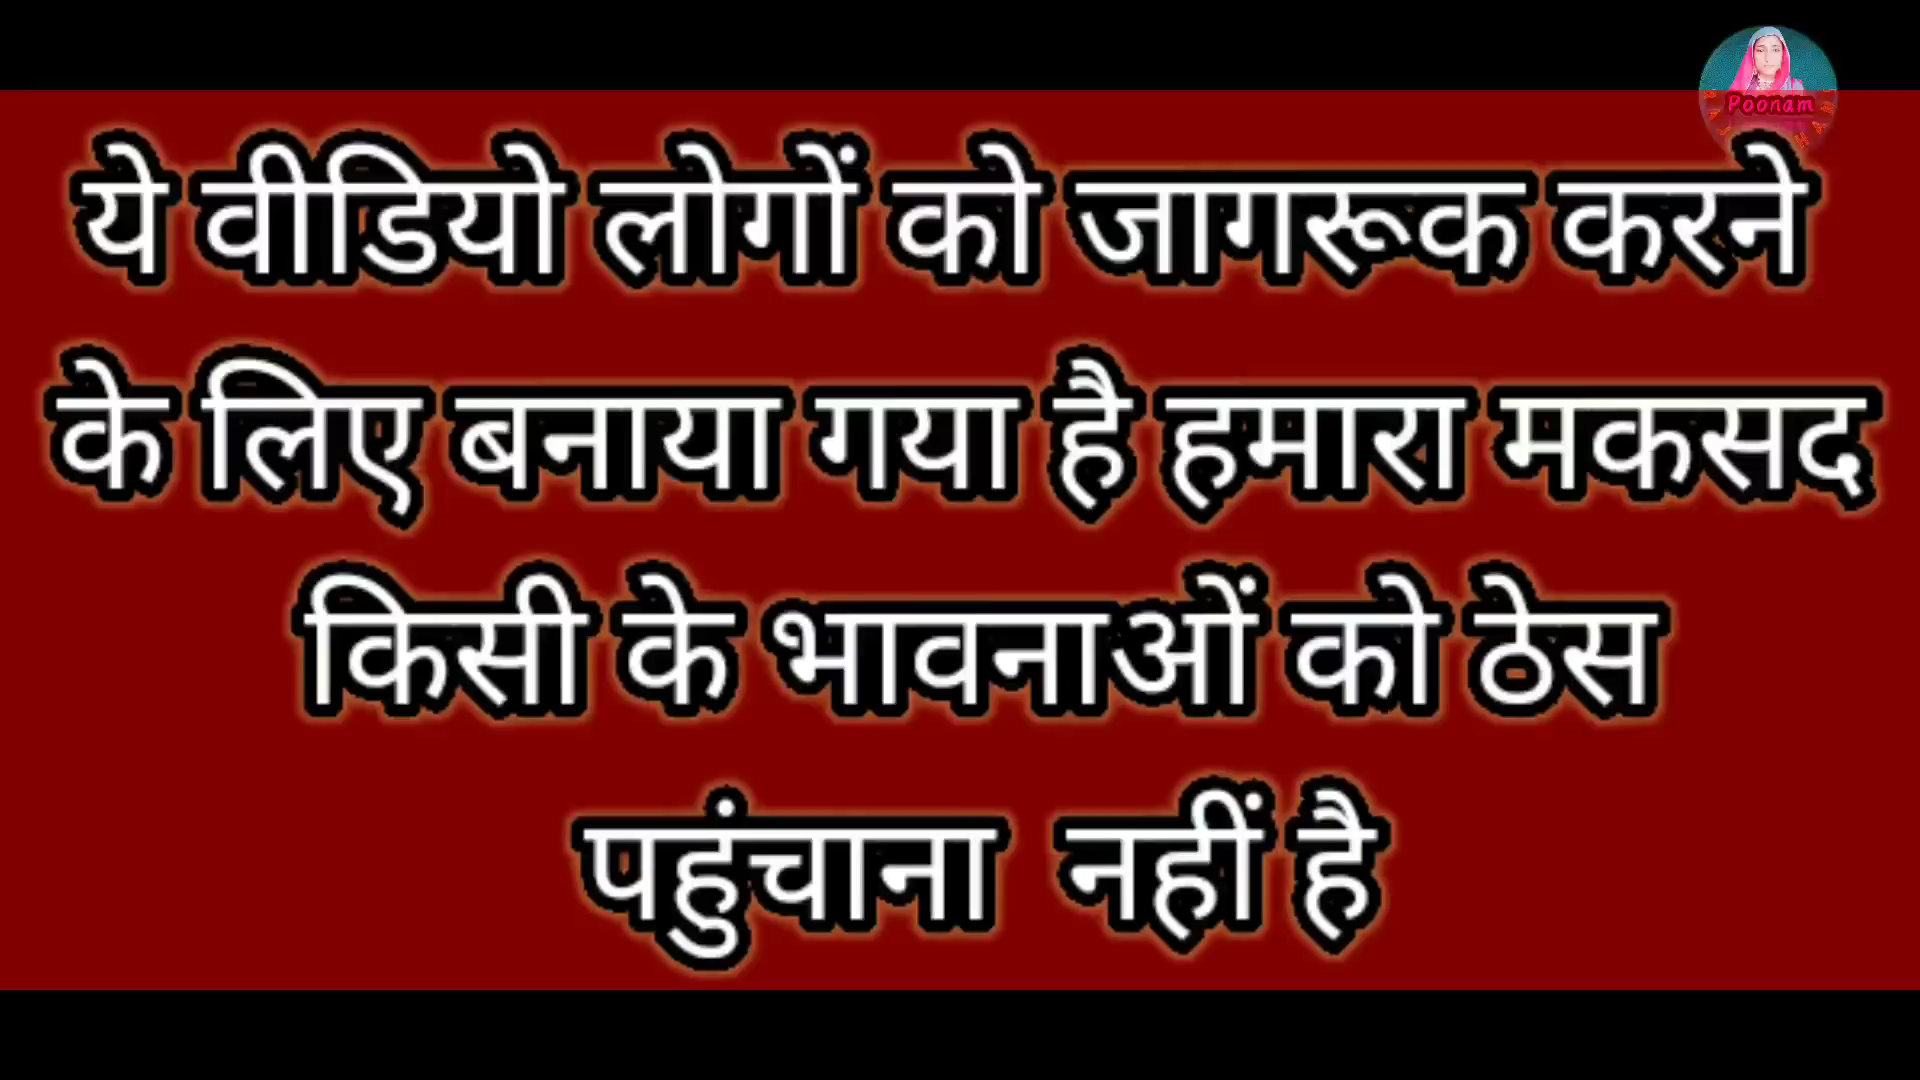 Poonam
ये वीडियो लोगों को जागरूक करने
के लिए बनाया गया है हमारा मकसद
किसी के भावनाओं को ठेस
पहुंचाना नहीं है